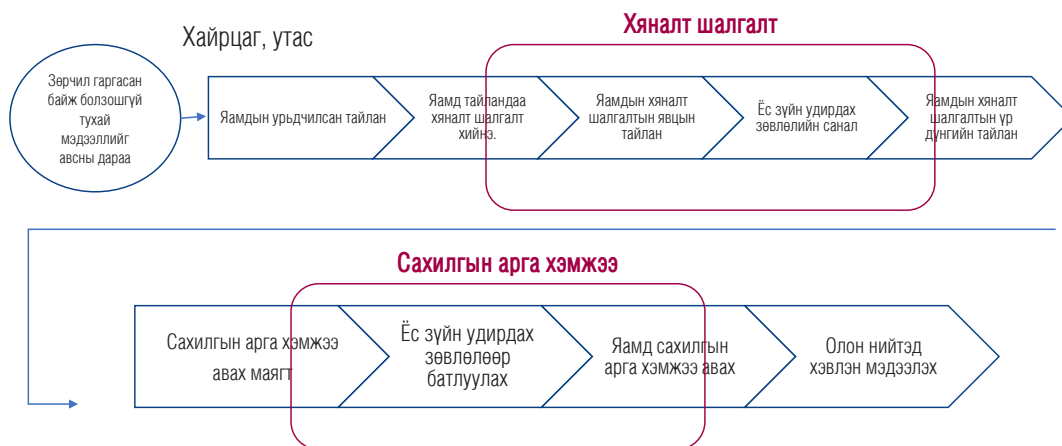 Хайрцаг, утас
Хяналт шалгалт
Зөрчил гаргасан
байж болзошгүй
тухай
мэдээллийг
авсны дараа
Яамдын урьдчилсан тайлан
Яамд тайландаа
хяналт шалгалт
хийнэ.
Яамдын хяналт
шалгалтын явцын
тайлан
Ёс зүйн удирдах
зөвлөлийн санал
Яамдын хяналт
шалгалтын үр
дүнгийн тайлан
Сахилгын арга хэмжээ
Сахилгын арга хэмжээ
авах маягт
Ёс зүйн удирдах
зөвлөлөөр
батлуулах
Яамд сахилгын
арга хэмжээ авах
Олон нийтэд
хэвлэн мэдээлэх